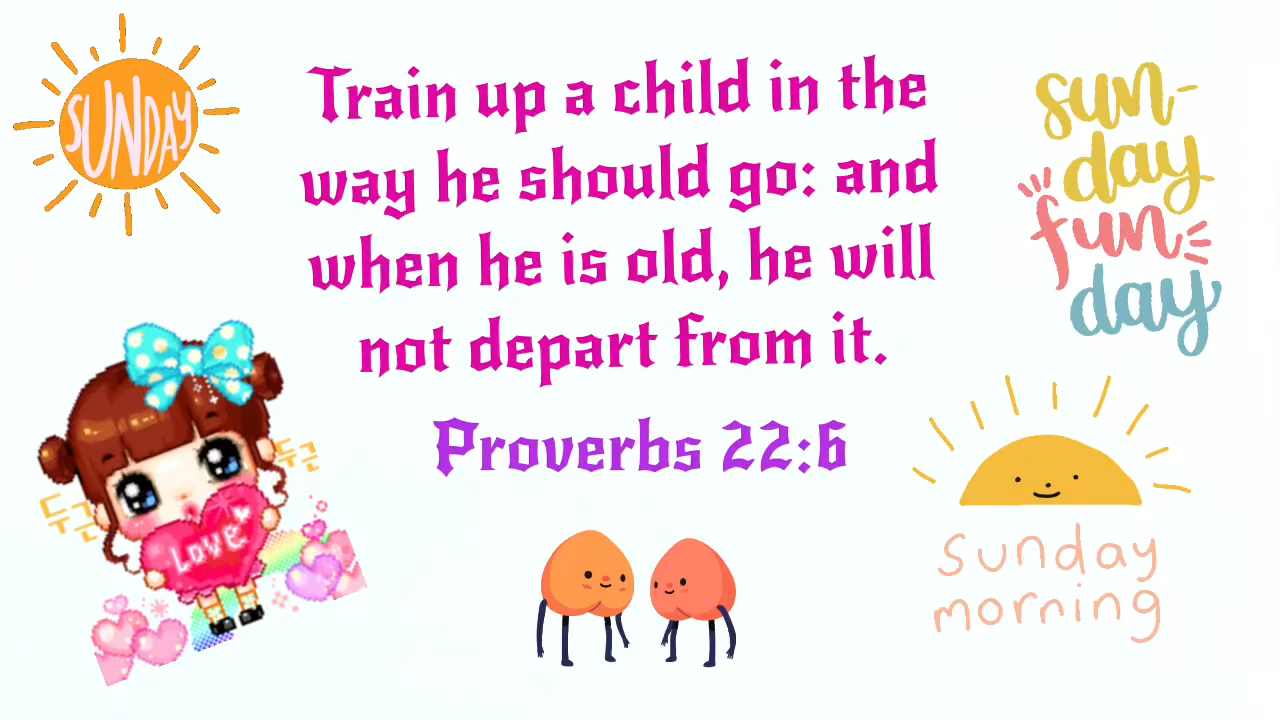 SUNDAY
Train up a child in the
way he should go: and
when he is old, he will
not depart from it.
Proverbs 22:6
sun-
day
fun
day
두근
두근
LOVE
sunday
morning